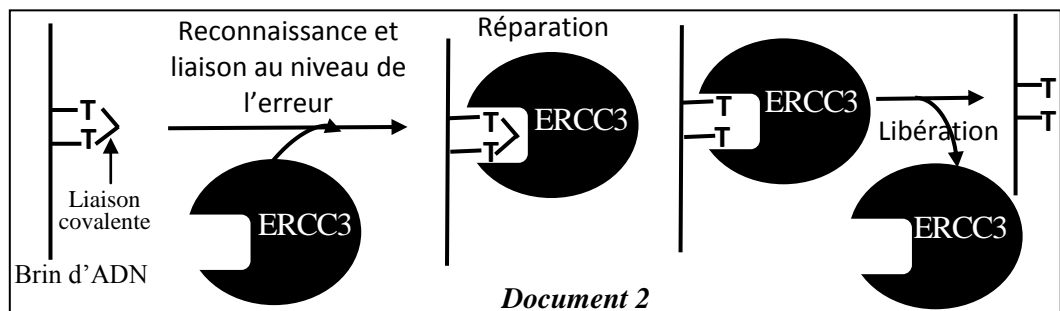 Reconnaissance et
liaison au niveau de
l'erreur
Réparation
T
T
Liaison
covalente
Brin d'ADN
ERCC3
T
T
ERCC3
T
T
ERCC3
Libération
ERCC3
T
T
Document 2